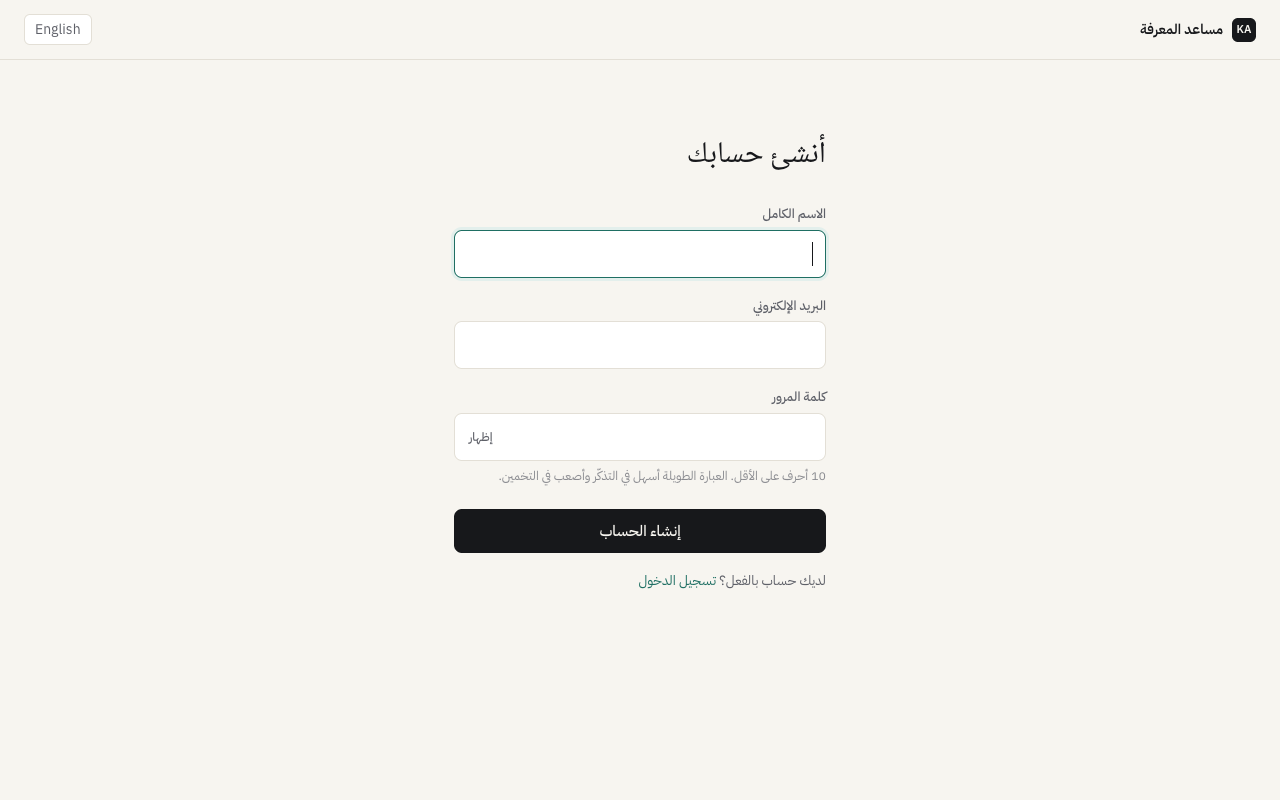 KA مساعد المعرفة
English
أنشئ حسابك
الاسم الكامل
البريد الإلكتروني
كلمة المرور
إظهار
10 أحرف على الأقل. العبارة الطويلة أسهل في التذكّر وأصعب في التخمين.
إنشاء الحساب
لديك حساب بالفعل؟ تسجيل الدخول